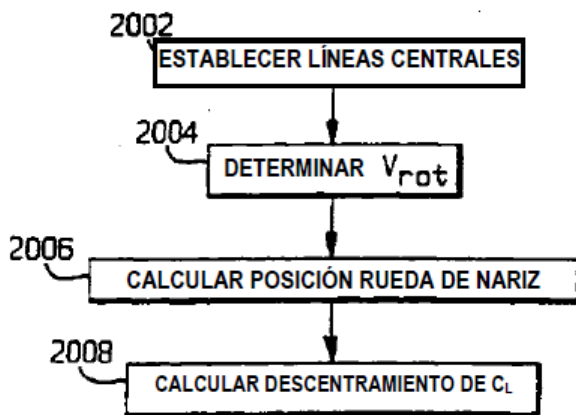 2002
ESTABLECER LÍNEAS CENTRALES
2004
DETERMINAR Vrot
2006
CALCULAR POSICIÓN RUEDA DE NARIZ
2008
CALCULAR DESCENTRAMIENTO DE CL